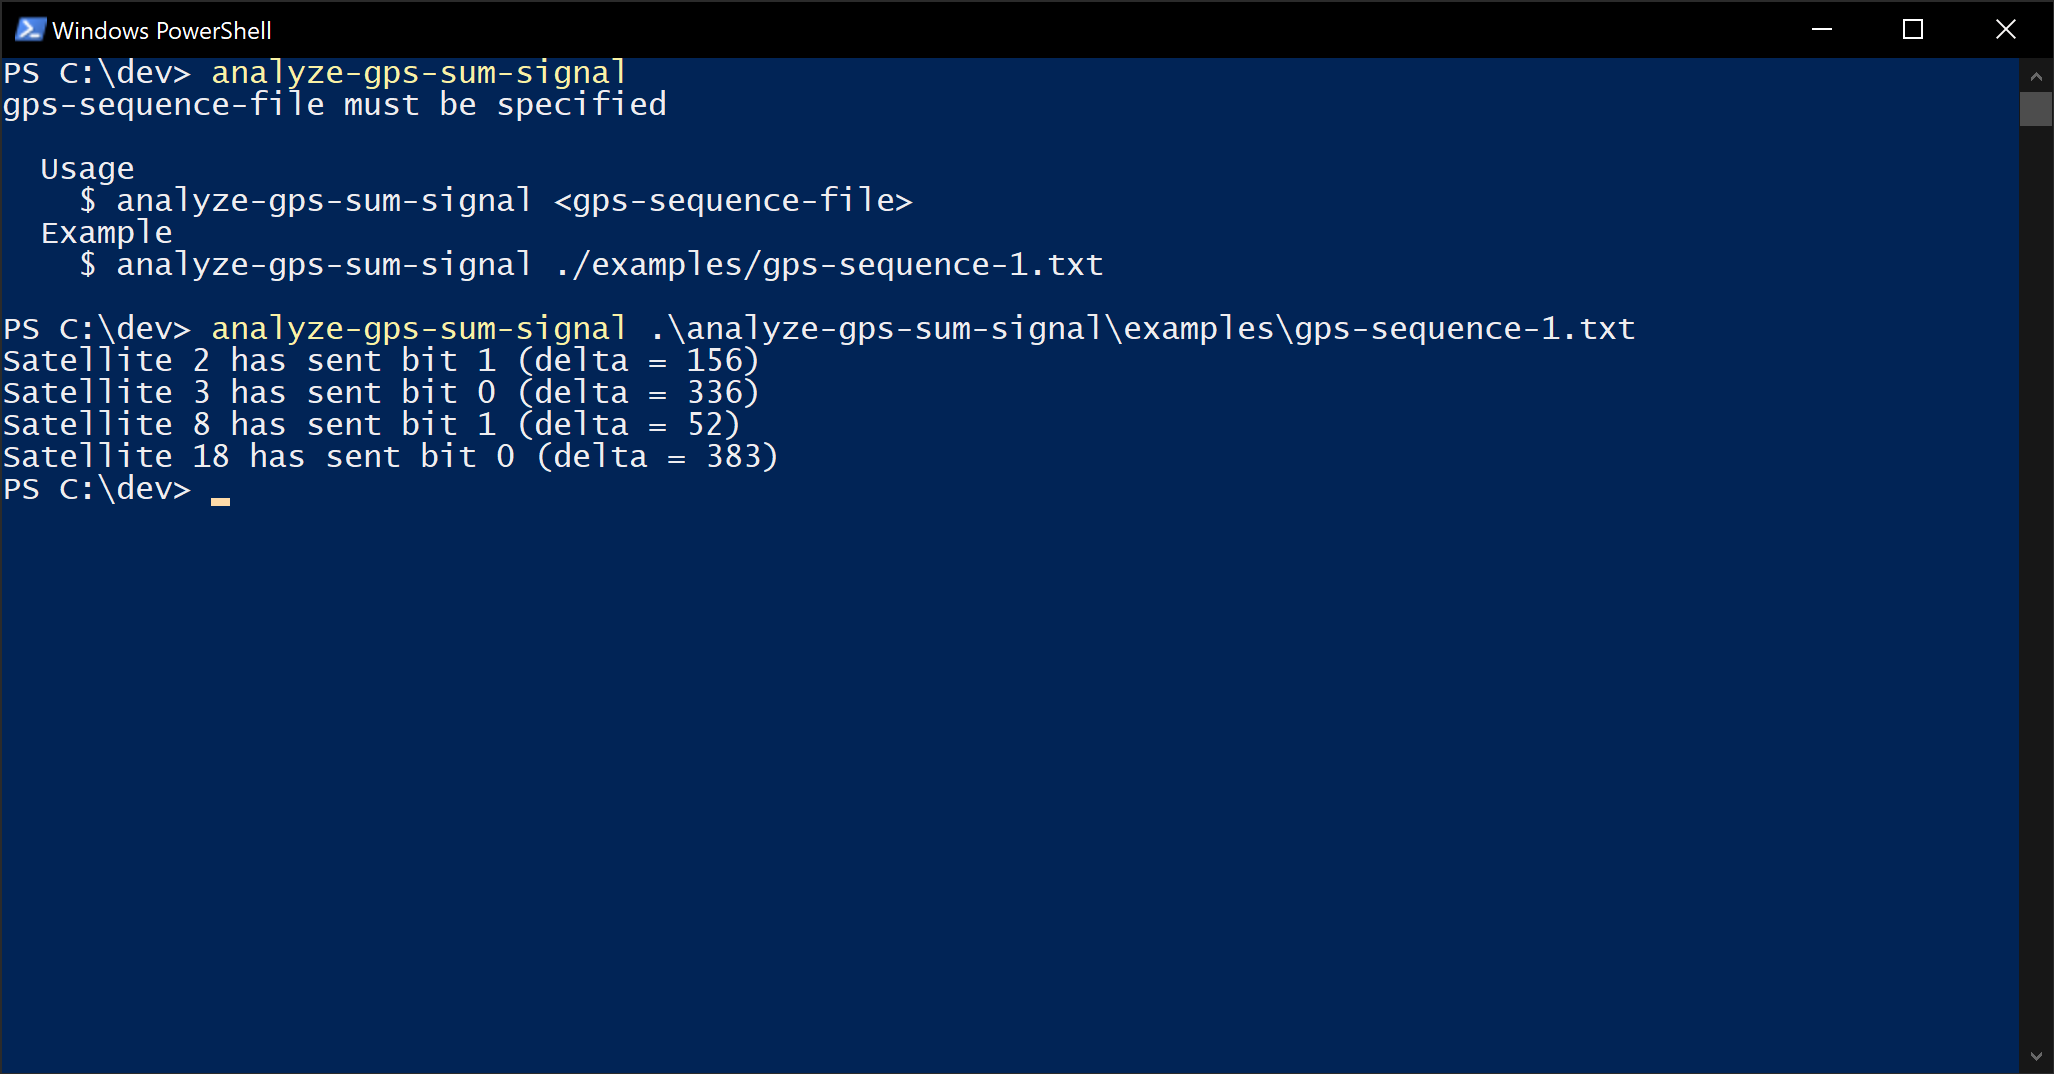 Windows PowerShell
PS C:\dev> analyze-gps-sum-signal
gps-sequence-file must be specified
Usage
$ analyze-gps-sum-signal <gps-sequence-file>
Example
$ analyze-gps-sum-signal ./examples/gps-sequence-1.txt
PS C:\dev> analyze-gps-sum-signal .\analyze-gps-sum-signal\examples\gps-sequence-1.txt
Satellite 2 has sent bit 1 (delta = 156)
Satellite 3 has sent bit 0 (delta = 336)
Satellite 8 has sent bit 1 (delta = 52)
Satellite 18 has sent bit 0 (delta = 383)
PS C:\dev>